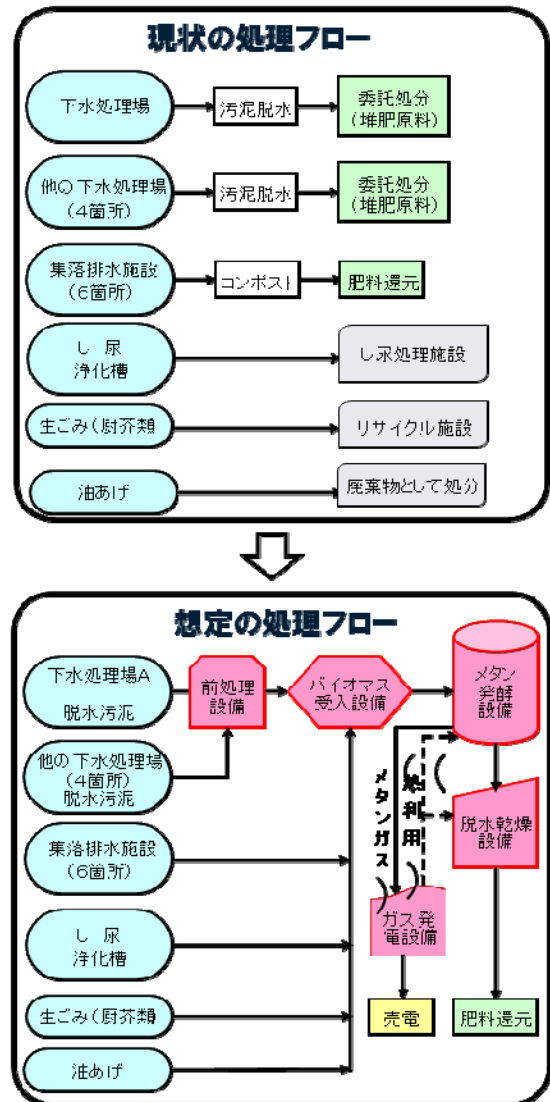 現状の処理フロー
下水処理場
汚泥脱水
委託処分
(堆肥原料)
他の下水処理場
(4箇所)
汚泥脱水
委託処分
(堆肥原料)
集落排水施設
(6箇所)
コンポスト
肥料還元
し 尿
浄化槽
し尿処理施設
生ごみ(厨芥類
リサイクル施設
油あげ
廃棄物として処分
想定の処理フロー
下水処理場A
脱水汚泥
前処理
設備
バイオマス
受入設備
メタン
発酵
設備
他の下水処理場
(4箇所)
脱水汚泥
(メタンガス)
(熱利用)
脱水乾燥
設備
集落排水施設
(6箇所)
ガス発
電設備
し 尿
浄化槽
生ごみ(厨芥類)
売電
肥料還元
油あげ